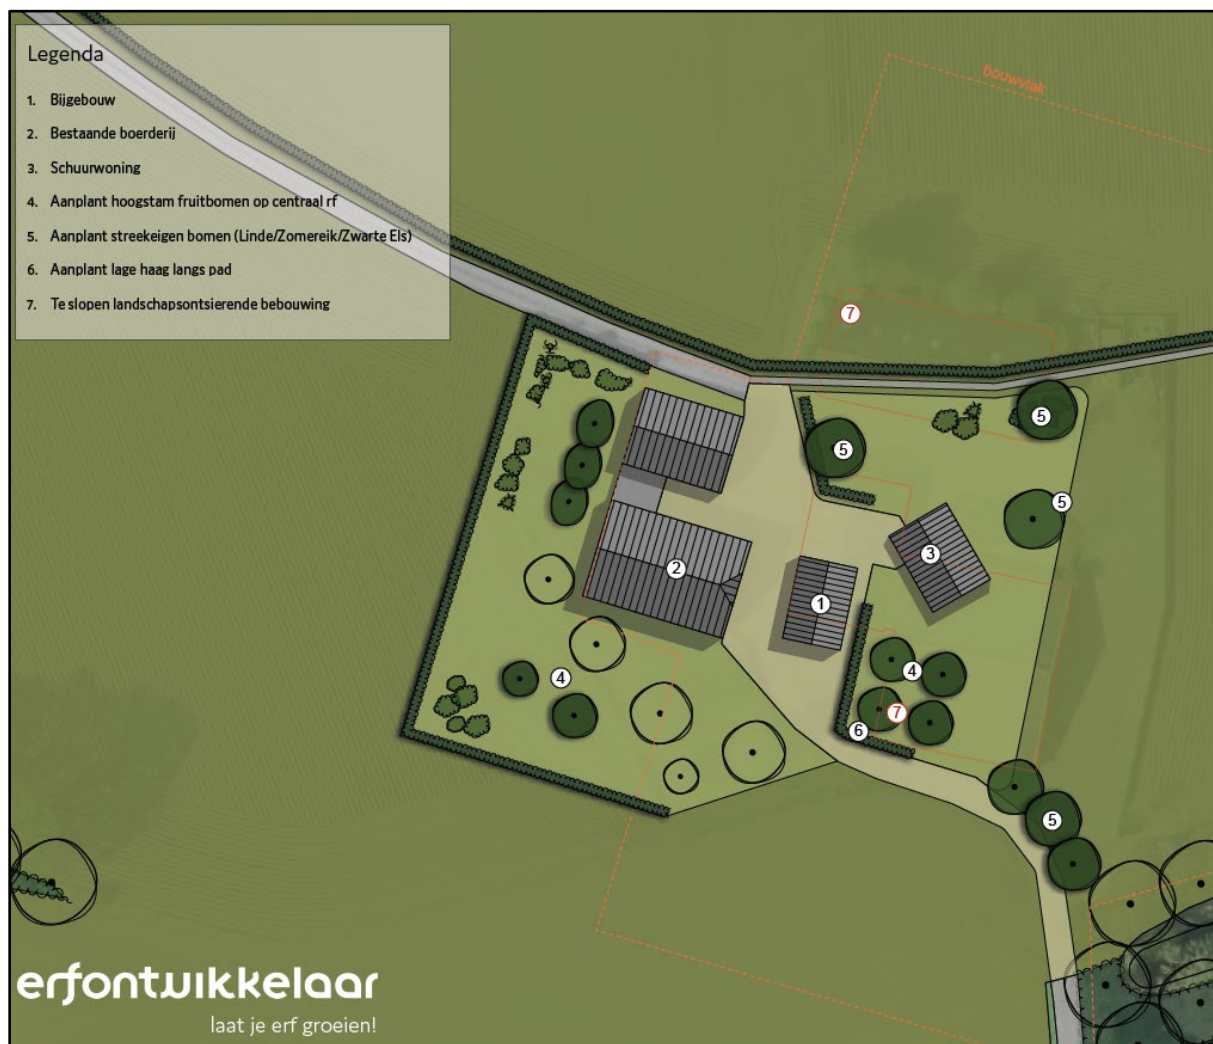 Legenda
1. Bijgebouw
2. Bestaande boerderij
3. Schuurwoning
4. Aanplant hoogstam fruitbomen op centraal rf
5. Aanplant streekeigen bomen (Linde/Zomereik/Zwarte Els)
6. Aanplant lage haag langs pad
7. Te slopen landschapsontsierende bebouwing
bouwvlak
7
5
5
5
3
2
1
4
4
7
6
5
erfontwikkelaar
laat je erf groeien!